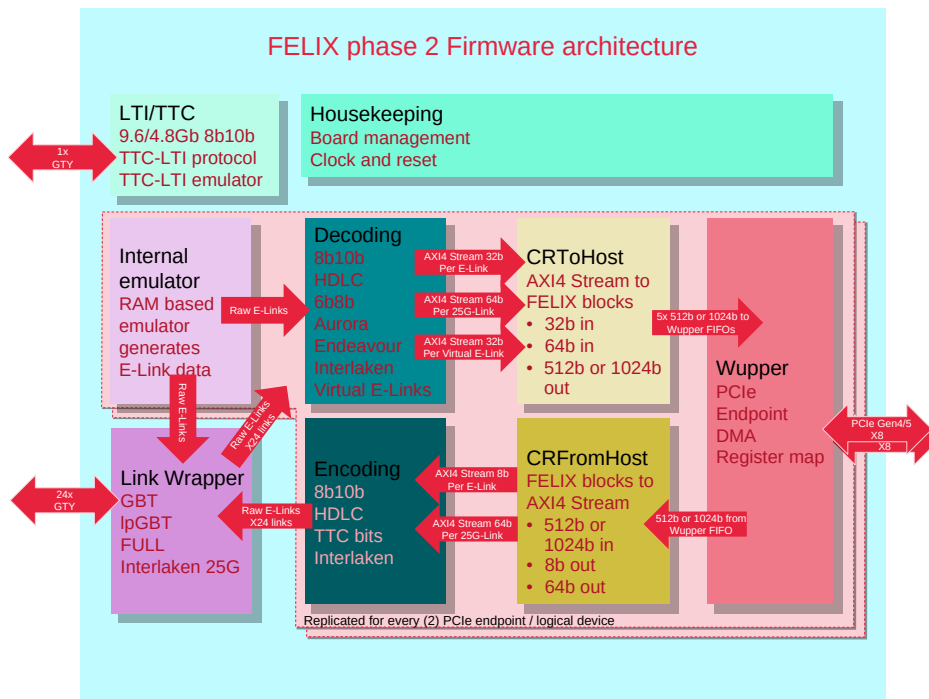 FELIX phase 2 Firmware architecture
LTI/TTC
9.6/4.8Gb 8b10b
TTC-LTI protocol
TTC-LTI emulator
Housekeeping
Board management
Clock and reset
1x
GTY
Internal
emulator
RAM based
emulator
generates
E-Link data
Raw E-Links
Decoding
8b10b
HDLC
6b8b
Aurora
Endeavour
Interlaken
Virtual E-Links
AXI4 Stream 32b
Per E-Link
AXI4 Stream 64b
Per 25G-Link
AXI4 Stream 32b
Per Virtual E-Link
CRToHost
AXI4 Stream to
FELIX blocks
• 32b in
• 64b in
• 512b or 1024b
out
5x 512b or 1024b to
Wupper FIFOs
Wupper
PCIe
Endpoint
DMA
Register map
PCIe Gen4/5
X8
X8
Raw E-Links
Raw E-Links
X24 links
Link Wrapper
GBT
lpGBT
FULL
Interlaken 25G
24x
GTY
Raw E-Links
X24 links
Encoding
8b10b
HDLC
TTC bits
Interlaken
AXI4 Stream 8b
Per E-Link
AXI4 Stream 64b
Per 25G-Link
CRFromHost
FELIX blocks to
AXI4 Stream
• 512b or
1024b in
• 8b out
• 64b out
512b or 1024b from
Wupper FIFO
Replicated for every (2) PCIe endpoint / logical device